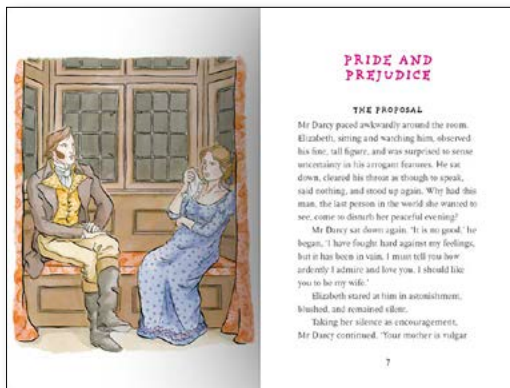 PRIDE AND
PREJUDICE
THE PROPOSAL
Mr Darcy paced awkwardly around the room.
Elizabeth, sitting and watching him, observed
his fine, tall figure, and was surprised to sense
uncertainty in his arrogant features. He sat
down, cleared his throat as though to speak,
said nothing, and stood up again. Why had this
man, the last person in the world she wanted to
see, come to disturb her peaceful evening?
Mr Darcy sat down again. 'It is no good,' he
began, 'I have fought hard against my feelings,
but it has been in vain. I must tell you how
ardently I admire and love you. I should like
you to be my wife.'
Elizabeth stared at him in astonishment,
blushed, and remained silent.
Taking her silence as encouragement,
Mr Darcy continued. 'Your mother is vulgar
7